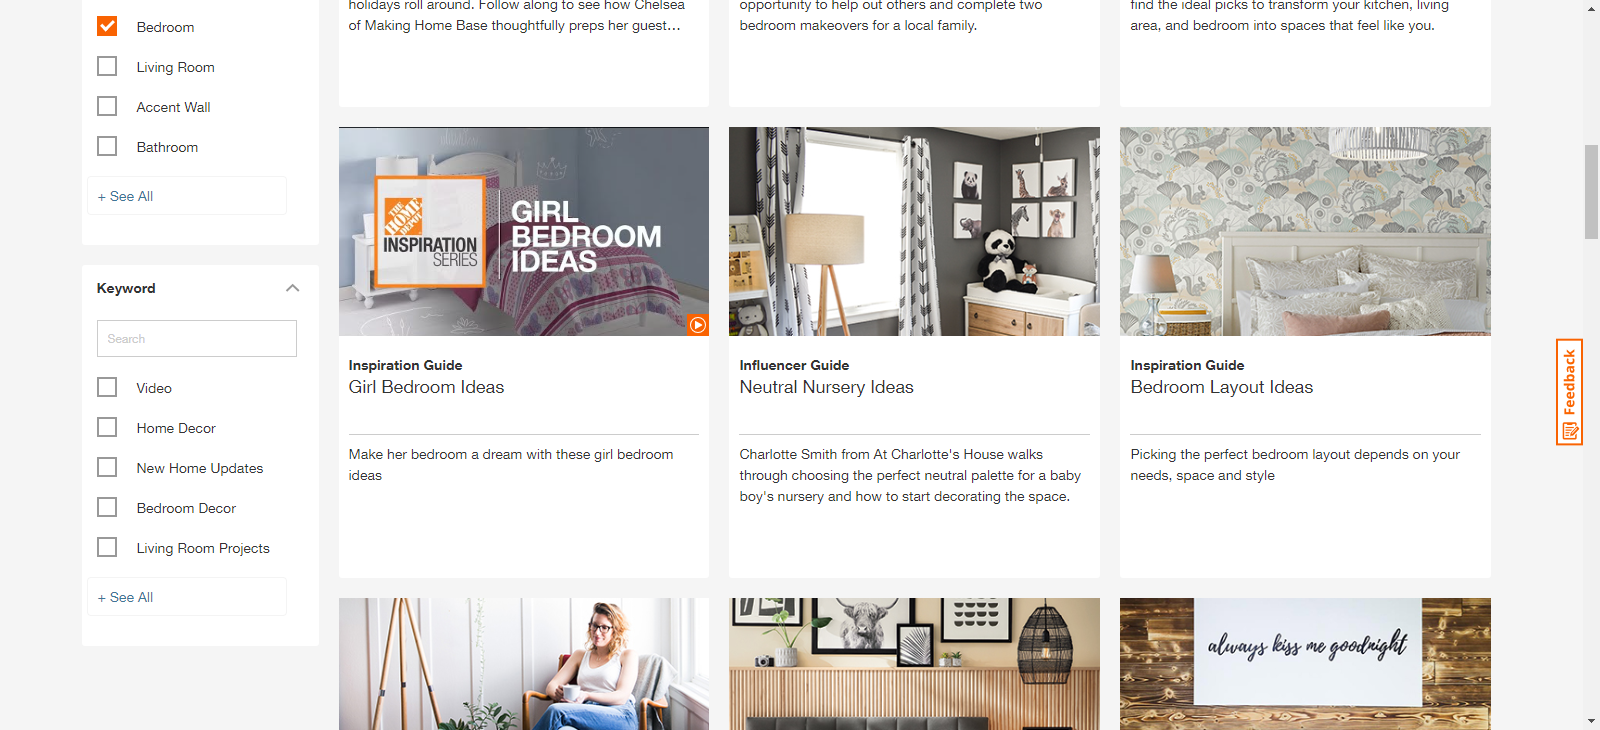 Bedroom
Living Room
Accent Wall
Bathroom
+ See All
Keyword
Search
Video
Home Decor
New Home Updates
Bedroom Decor
Living Room Projects
+ See All
holidays roll around. Follow along to see how Chelsea
of Making Home Base thoughtfully preps her guest...
opportunity to help out others and complete two
bedroom makeovers for a local family.
find the ideal picks to transform your kitchen, living
area, and bedroom into spaces that feel like you.
THE HOME DEPOT
INSPIRATION
SERIES
GIRL
BEDROOM
IDEAS
Inspiration Guide
Girl Bedroom Ideas
Make her bedroom a dream with these girl bedroom
ideas
Influencer Guide
Neutral Nursery Ideas
Charlotte Smith from At Charlotte's House walks
through choosing the perfect neutral palette for a baby
boy's nursery and how to start decorating the space.
Inspiration Guide
Bedroom Layout Ideas
Picking the perfect bedroom layout depends on your
needs, space and style
always kiss me goodnight
Feedback